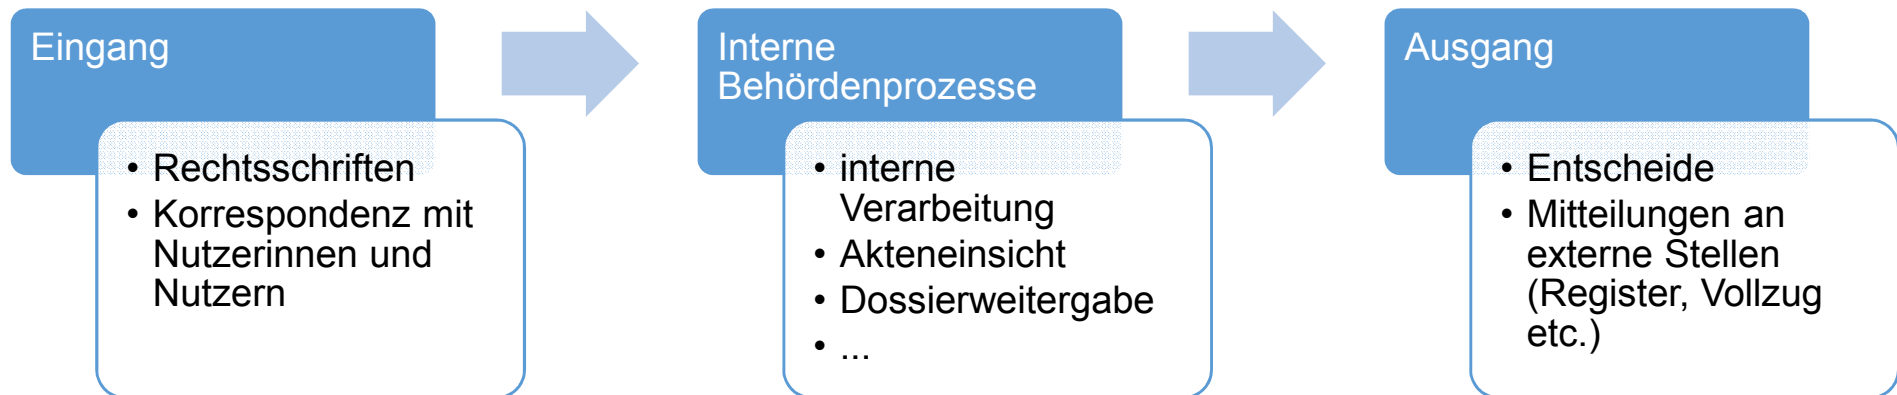 Eingang
• Rechtsschriften
• Korrespondenz mit
Nutzerinnen und
Nutzern
Interne
Behördenprozesse
• interne
Verarbeitung
• Akteneinsicht
• Dossierweitergabe
• ...
Ausgang
• Entscheide
• Mitteilungen an
externe Stellen
(Register, Vollzug
etc.)